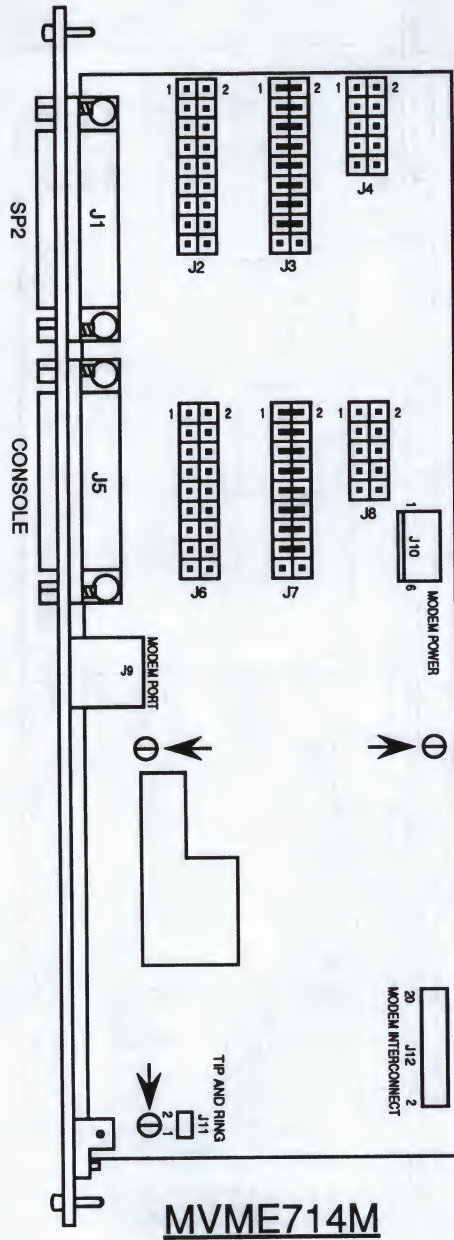 1 2
1 2
1 2
J4
SP2
J1
J2
J3
1 2
1 2
1 2
CONSOLE
J5
J8
1
J10
6
MODEM POWER
J6
J7
MODEM PORT
J9
20
J12
2
MODEM INTERCONNECT
TIP AND RING
J11
2 1
MVME714M